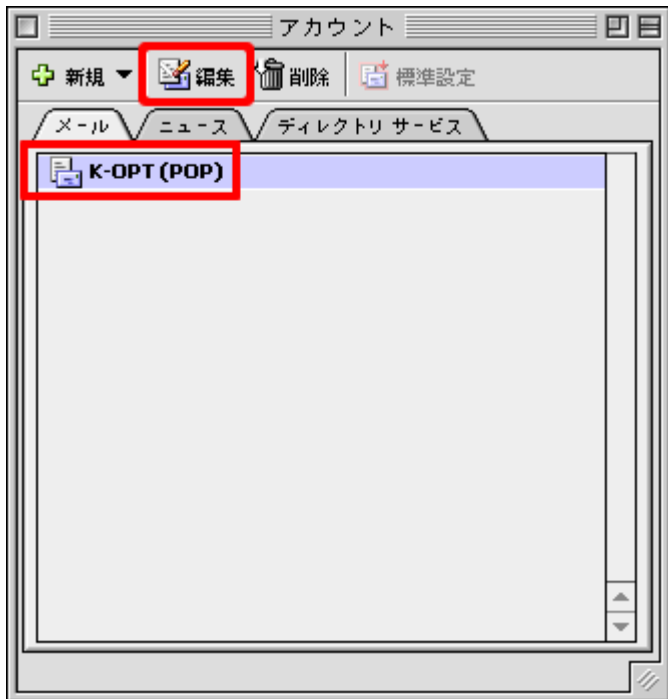 アカウント
新規 編集 削除 標準設定
メール ニュース ディレクトリ サービス
K-OPT (POP)